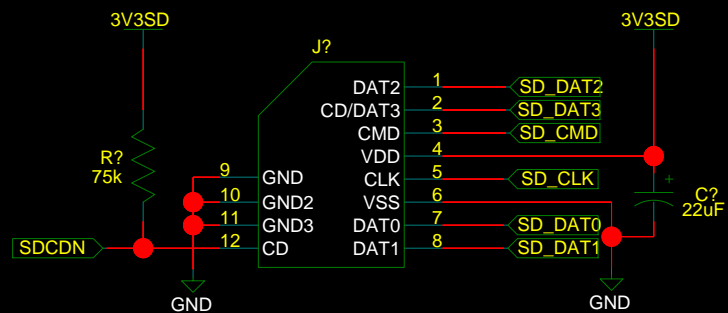 3V3SD
3V3SD
J?
DAT2 1 SD_DAT2
CD/DAT3 2 SD_DAT3
CMD 3 SD_CMD
R?
75k
VDD 4
9 GND
CLK 5 SD_CLK
C?
22uF
10 GND2
VSS 6
11 GND3
DAT0 7 SD_DAT0
SDCDN
12 CD
DAT1 8 SD_DAT1
GND
GND